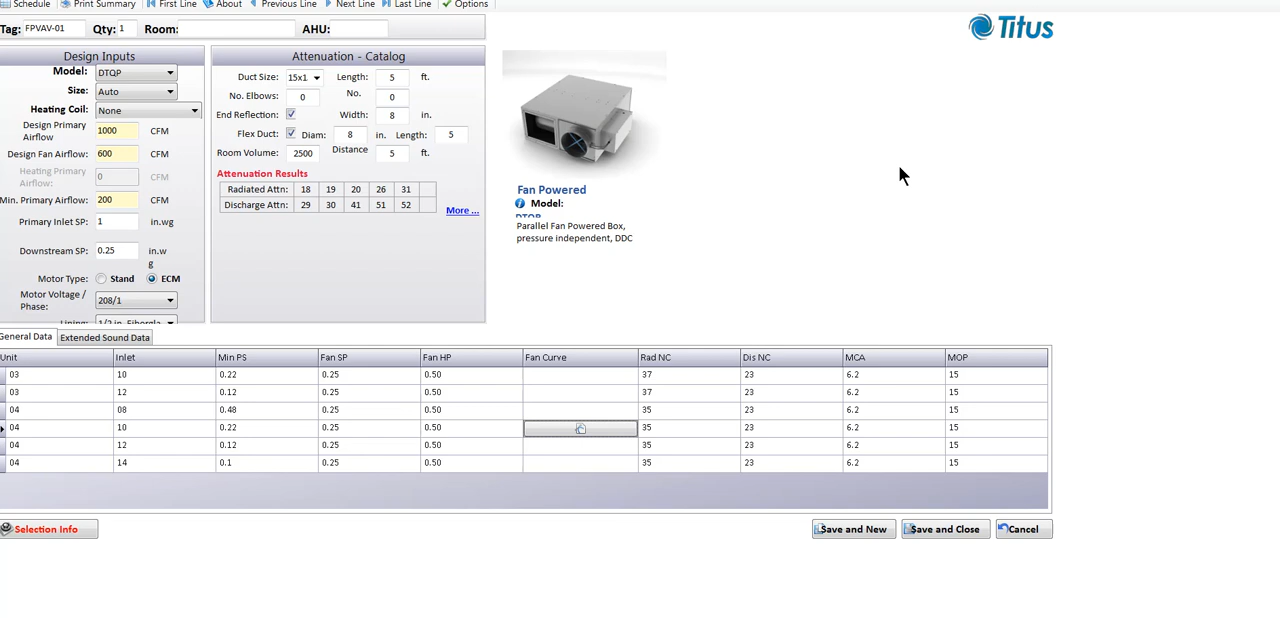 Schedule Print Summary First Line About Previous Line Next Line Last Line Options
Tag: FPVAV-01 Qty: 1 Room: AHU:
Titus
Design Inputs
Model: DTQP
Size: Auto
Heating Coil: None
Design Primary
Airflow
1000 CFM
Design Fan Airflow: 600 CFM
Heating Primary
Airflow:
0 CFM
Min. Primary Airflow: 200 CFM
Primary Inlet SP: 1 in.wg
Downstream SP: 0.25 in.w
g
Motor Type: Stand ECM
Motor Voltage /
Phase:
208/1
Attenuation - Catalog
Duct Size: 15x1 Length: 5 ft.
No. Elbows: 0 No. 0
End Reflection: Width: 8 in.
Flex Duct: Diam: 8 in. Length: 5
Room Volume: 2500 Distance 5 ft.
Attenuation Results
Radiated Attn: 18 19 20 26 31
Discharge Attn: 29 30 41 51 52
More ...
Fan Powered
Model:
DTQP
Parallel Fan Powered Box,
pressure independent, DDC
General Data Extended Sound Data
Unit Inlet Min PS Fan SP Fan HP Fan Curve Rad NC Dis NC MCA MOP
03 10 0.22 0.25 0.50 37 23 6.2 15
03 12 0.12 0.25 0.50 37 23 6.2 15
04 08 0.48 0.25 0.50 35 23 6.2 15
04 10 0.22 0.25 0.50 35 23 6.2 15
04 12 0.12 0.25 0.50 35 23 6.2 15
04 14 0.1 0.25 0.50 35 23 6.2 15
Selection Info Save and New Save and Close Cancel